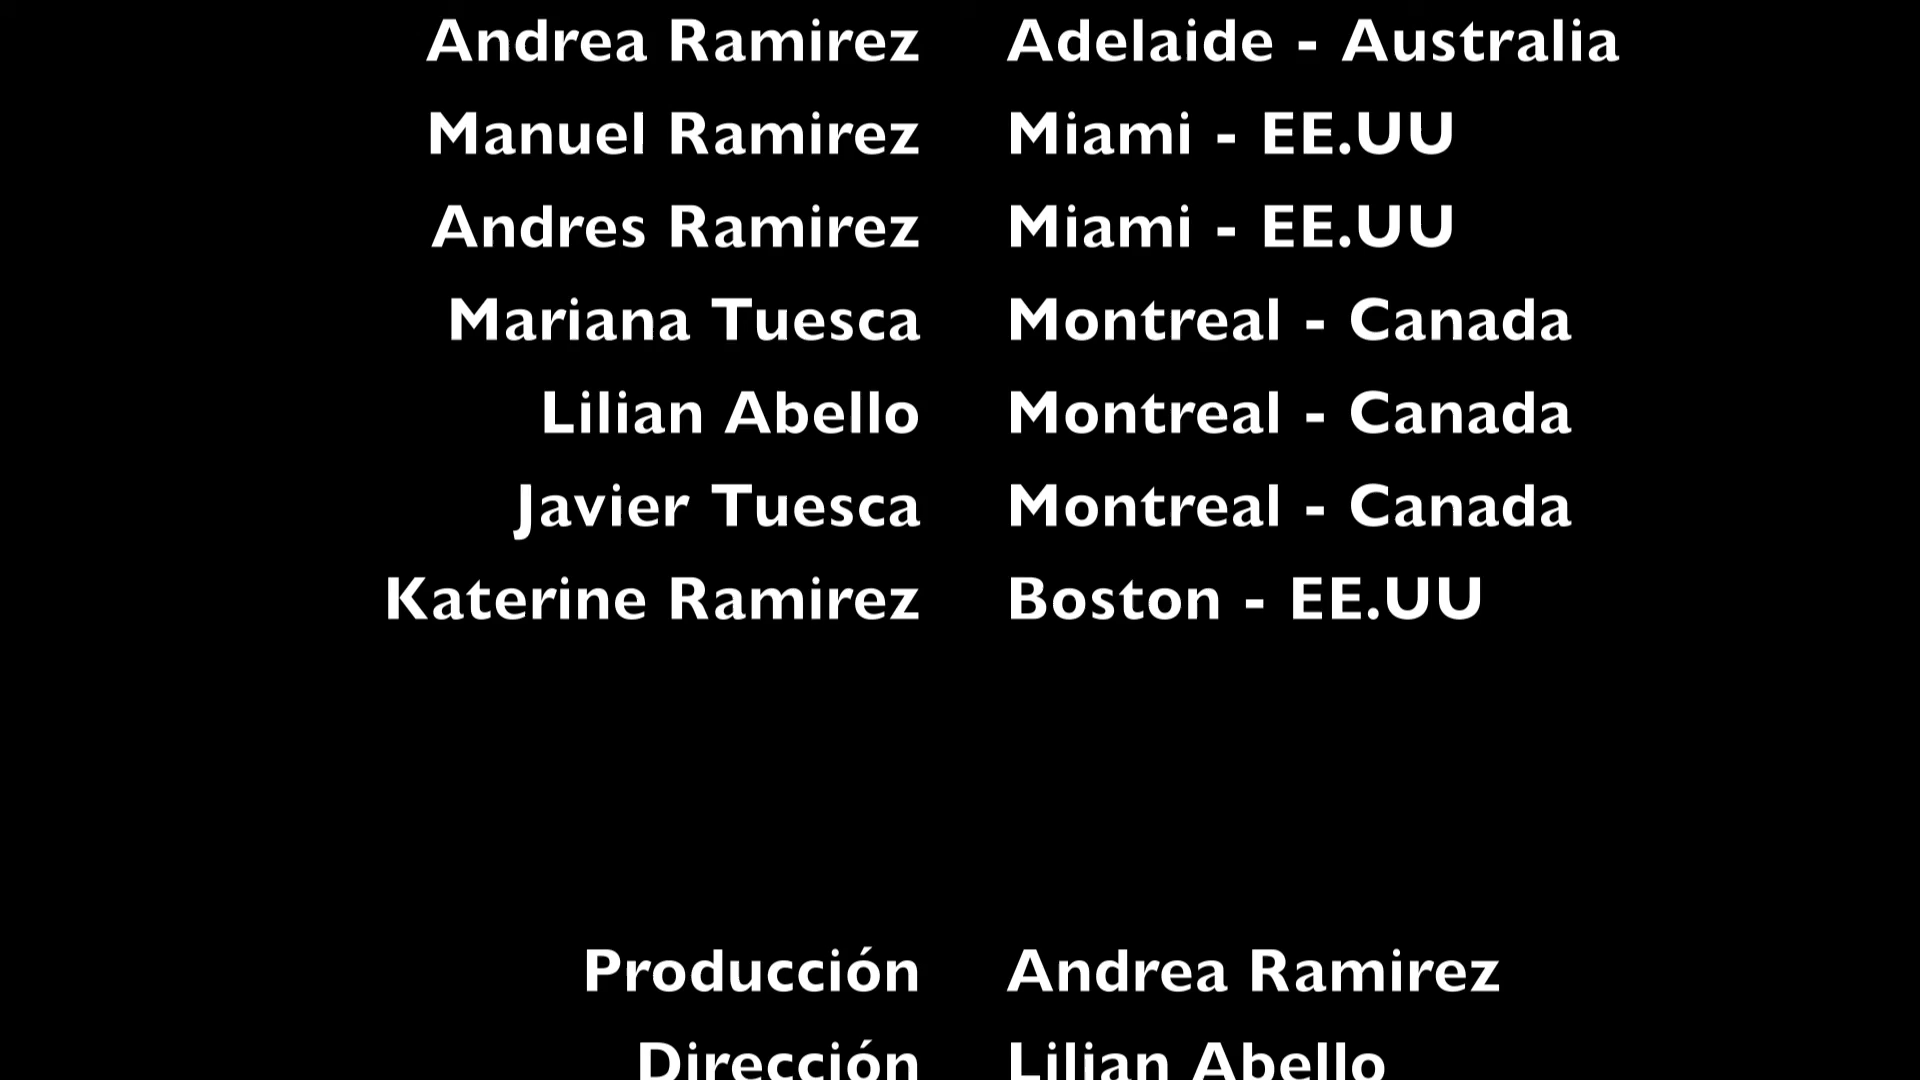 Andrea Ramirez Adelaide - Australia
Manuel Ramirez Miami - EE.UU
Andres Ramirez Miami - EE.UU
Mariana Tuesca Montreal - Canada
Lilian Abello Montreal - Canada
Javier Tuesca Montreal - Canada
Katerine Ramirez Boston - EE.UU
Producción Andrea Ramirez
Dirección Lilian Abello